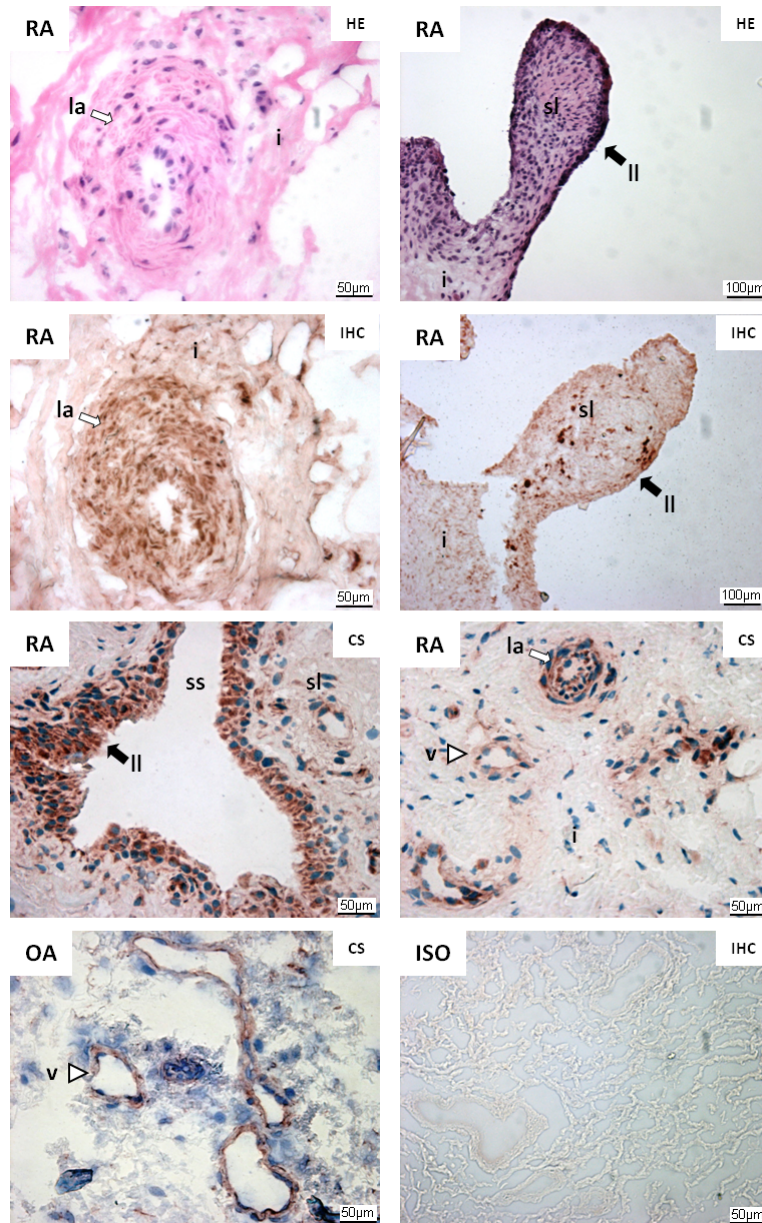 RA HE
la
i
50µm
RA HE
sl
ll
i
100µm
RA IHC
i
la
50µm
RA IHC
sl
ll
i
100µm
RA CS
ss
sl
ll
50µm
RA CS
la
v
i
50µm
OA CS
v
50µm
ISO IHC
50µm